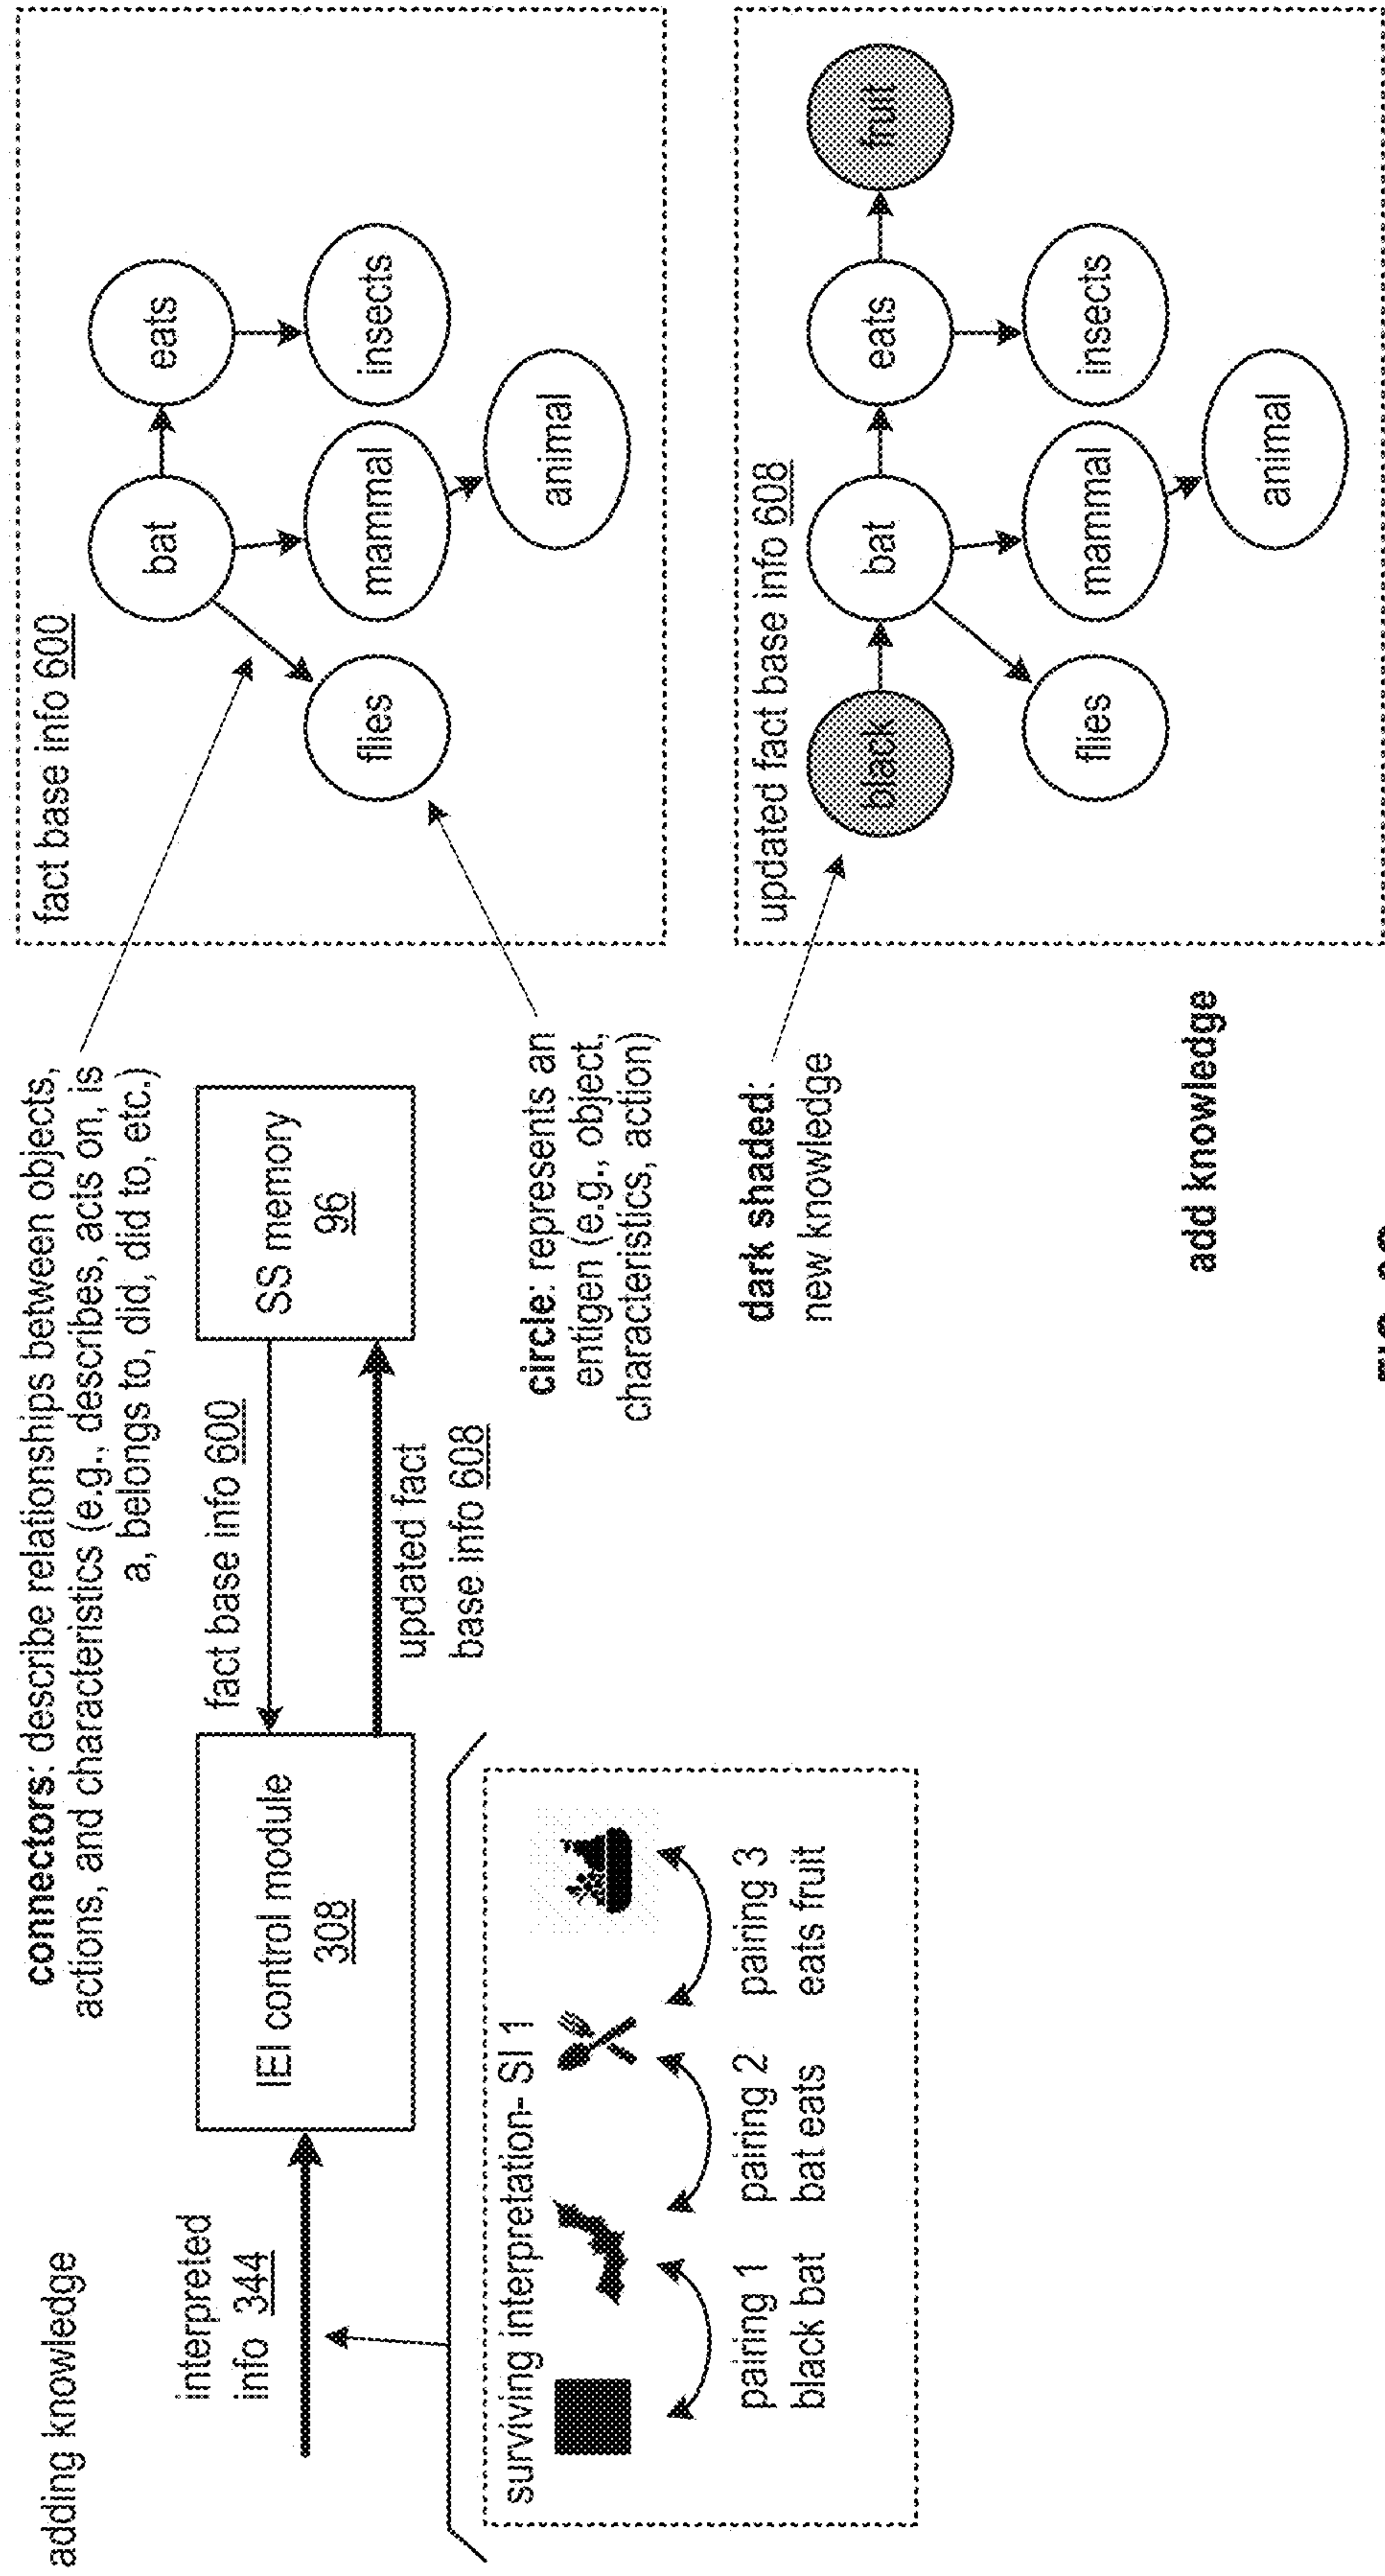 adding knowledge
connectors: describe relationships between objects,
actions, and characteristics (e.g., describes, acts on, is
a, belongs to, did, did to, etc.)
interpreted
info 344
IEI control module
308
fact base info 600
updated fact
base info 608
SS memory
96
surviving interpretation- SI 1
pairing 1
black bat
pairing 2
bat eats
pairing 3
eats fruit
circle: represents an
entigen (e.g., object,
characteristics, action)
fact base info 600
bat
eats
flies
mammal
insects
animal
dark shaded:
new knowledge
add knowledge
updated fact base info 608
black
bat
eats
fruit
flies
mammal
insects
animal